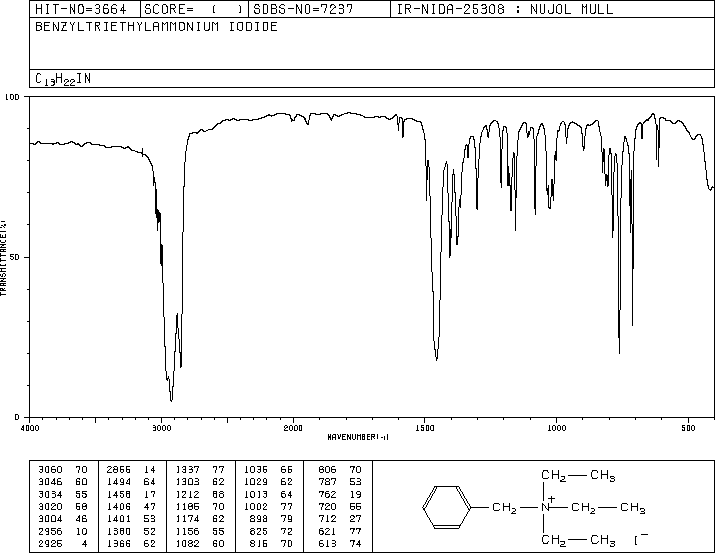 HIT-NO=3664 SCORE= ( ) SDBS-NO=7237 IR-NIDA-25308 : NUJOL MULL
BENZYLTRIETHYLAMMONIUM IODIDE
C13H22IN
100
50
0
TRANSMITTANCE(%)
4000 3000 2000 1500 1000 500
WAVENUMBER(-1)
3060 70 2866 14 1337 77 1036 66 806 70
3046 60 1494 64 1303 62 1029 62 787 53
3034 55 1458 17 1212 68 1013 64 762 19
3020 58 1406 47 1186 70 1002 77 720 55
3004 46 1401 53 1174 62 898 79 712 27
2956 10 1380 52 1156 55 825 72 621 77
2925 4 1366 62 1082 60 816 70 613 74
CH2 CH3
CH2 N+ CH2 CH3
CH2 CH3 I−